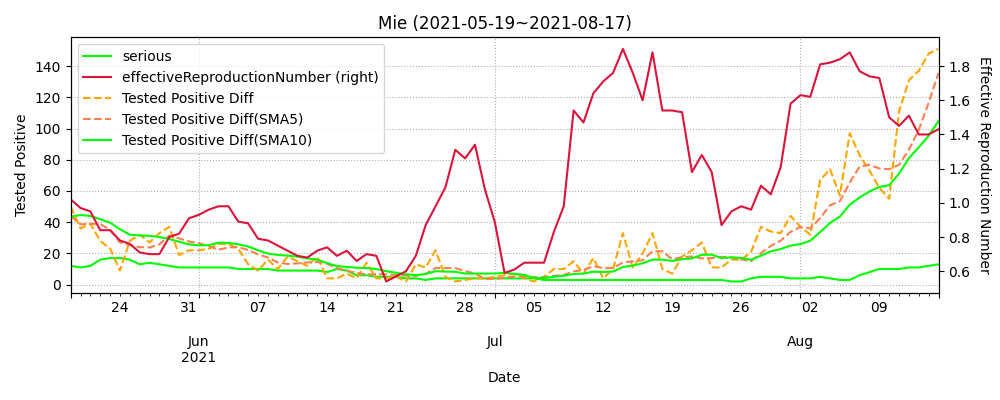 Mie (2021-05-19~2021-08-17)
serious
effectiveReproductionNumber (right)
Tested Positive Diff
Tested Positive Diff(SMA5)
Tested Positive Diff(SMA10)
Tested Positive
140
120
100
80
60
40
20
0
1.8
1.6
1.4
1.2
1.0
0.8
0.6
Effective Reproduction Number
24 31 07 14 21 28 05 12 19 26 02 09
Jun Jul Aug
2021
Date